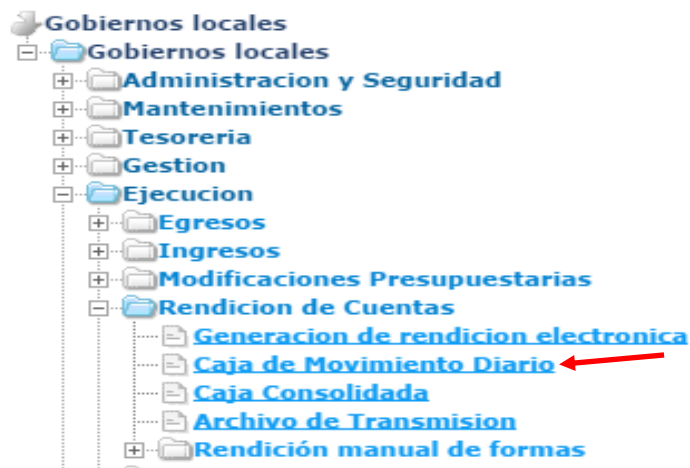 Gobiernos locales
Gobiernos locales
Administracion y Seguridad
Mantenimientos
Tesoreria
Gestion
Ejecucion
Egresos
Ingresos
Modificaciones Presupuestarias
Rendicion de Cuentas
Generacion de rendicion electronica
Caja de Movimiento Diario
Caja Consolidada
Archivo de Transmision
Rendición manual de formas